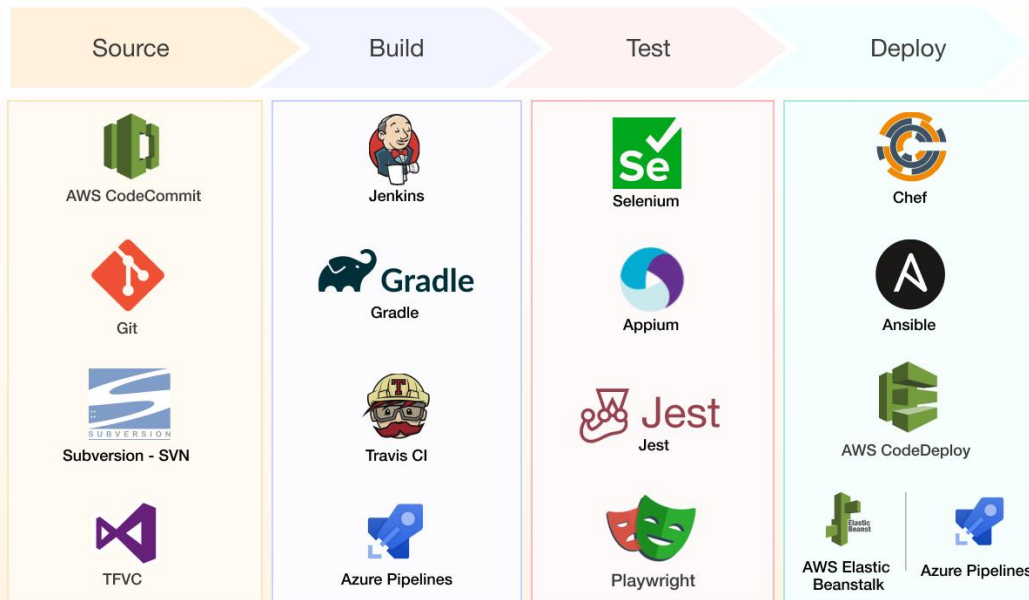 Source
Build
Test
Deploy
AWS CodeCommit
Git
SUBVERSION
Subversion - SVN
TFVC
Jenkins
Gradle
Gradle
T
Travis CI
Azure Pipelines
Se
Selenium
Appium
Jest
Jest
Playwright
Chef
A
Ansible
AWS CodeDeploy
Elastic
Beanst
AWS Elastic
Beanstalk
Azure Pipelines